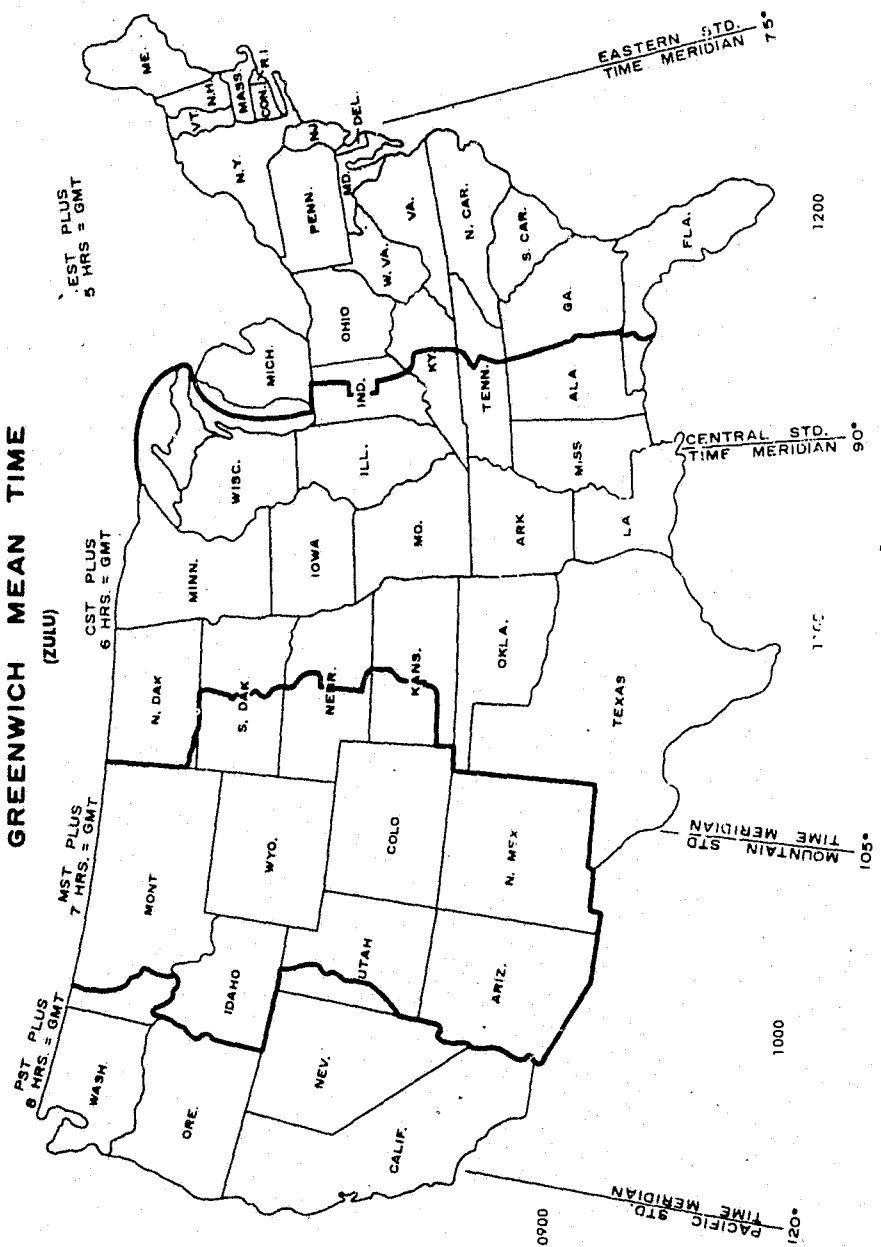 GREENWICH MEAN TIME
(ZULU)
PST PLUS
8 HRS. = GMT
MST PLUS
7 HRS. = GMT
CST PLUS
6 HRS. = GMT
EST PLUS
5 HRS = GMT
WASH.
ORE.
CALIF.
NEV.
IDAHO
MONT
WYO.
UTAH
COLO
ARIZ.
N. MEX
N. DAK
S. DAK
NEBR.
KANS.
OKLA.
TEXAS
MINN.
IOWA
MO.
ARK
LA
WISC.
ILL.
MICH.
IND.
OHIO
KY.
TENN.
MISS
ALA
GA.
FLA.
S. CAR.
N. CAR.
VA.
W. VA.
PENN.
MD.
DEL.
N.J.
N.Y.
VT.
N.H.
MASS.
CON.
R.I.
ME.
PACIFIC STD.
TIME MERIDIAN
120°
MOUNTAIN STD
TIME MERIDIAN
105°
CENTRAL STD.
TIME MERIDIAN
90°
EASTERN STD.
TIME MERIDIAN
75°
0900
1000
1200